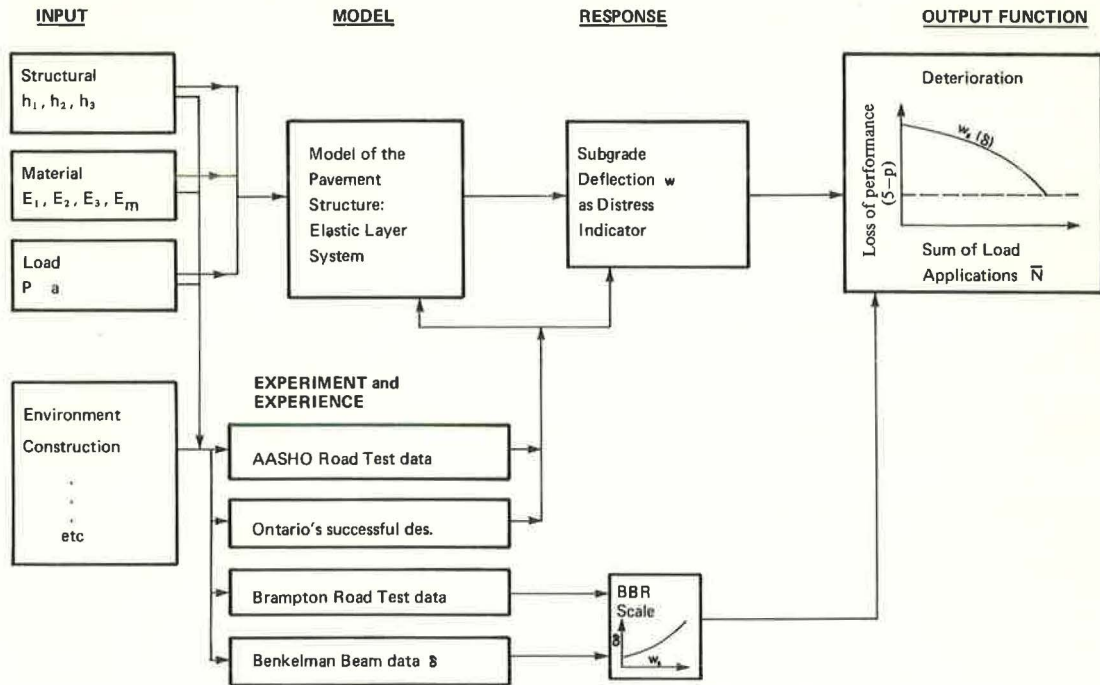 INPUT
MODEL
RESPONSE
OUTPUT FUNCTION
Structural
h₁, h₂, h₃
Material
E₁, E₂, E₃, Eₘ
Load
P a
Environment
Construction
.
.
.
etc
Model of the
Pavement
Structure:
Elastic Layer
System
Subgrade
Deflection w
as Distress
Indicator
Deterioration
Loss of performance
(5-p)
wₛ (δ)
Sum of Load
Applications N̅
EXPERIMENT and
EXPERIENCE
AASHO Road Test data
Ontario's successful des.
Brampton Road Test data
Benkelman Beam data δ
BBR
Scale
δ
wₛ